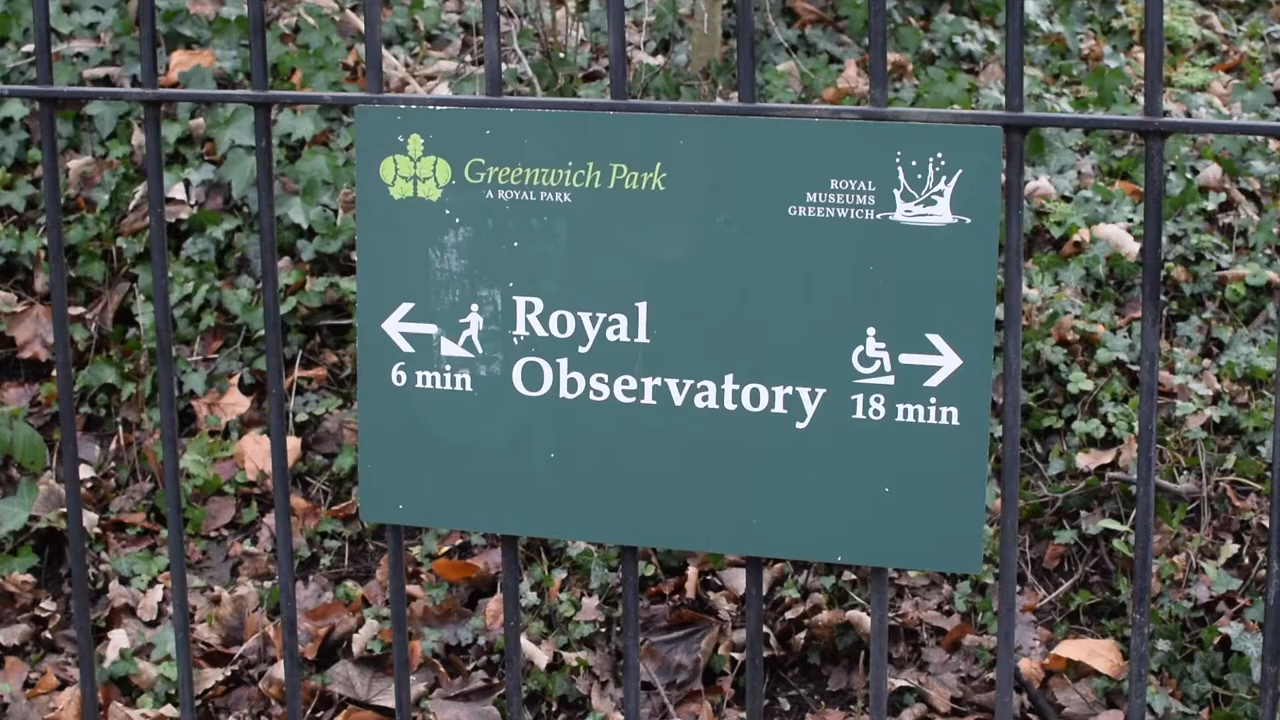 Greenwich Park
A ROYAL PARK
ROYAL
MUSEUMS
GREENWICH
Royal
Observatory
6 min
18 min